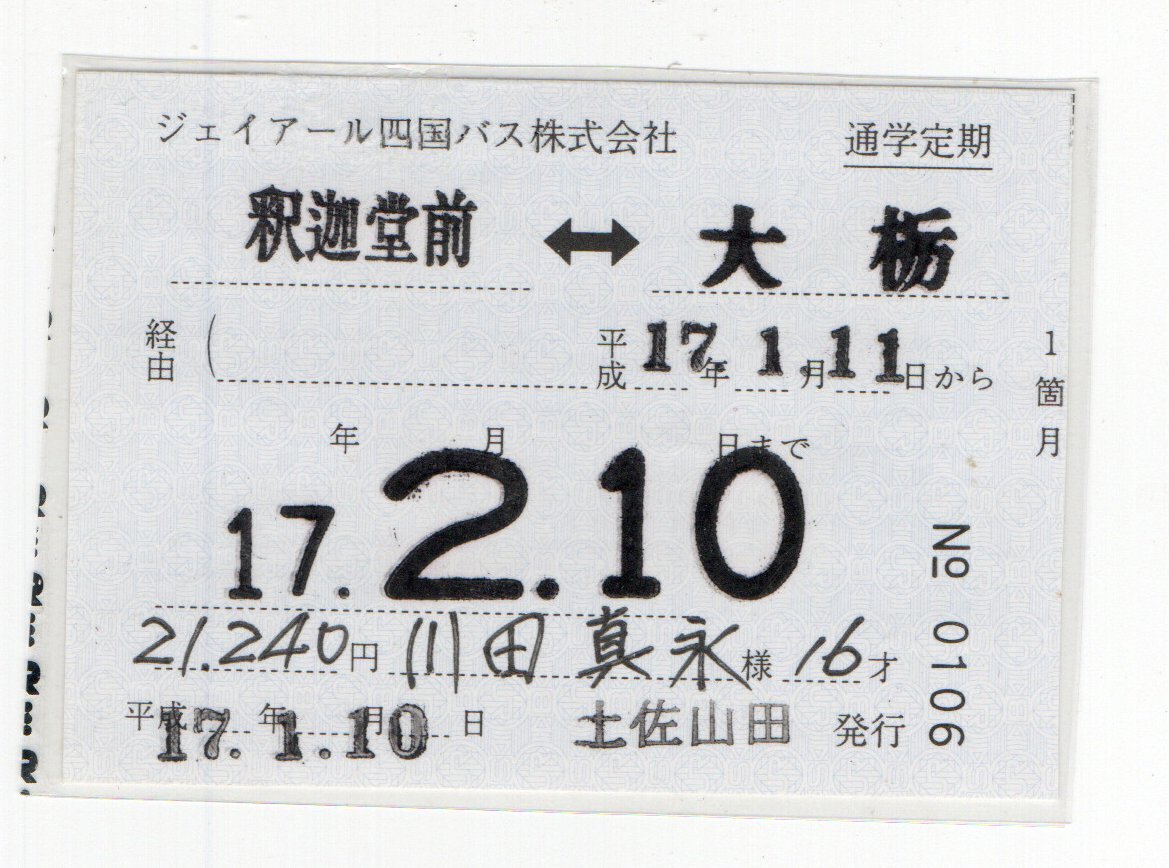 ジェイアール四国バス株式会社 通学定期
釈迦堂前 ↔ 大栃
経由 ( 平成 17.年 1.月 11日から
1箇月
年 月 日まで
17. 2.10
21.240円 川田真永様 16才
平成17.年1.月10日 土佐山田 発行
№ 0106